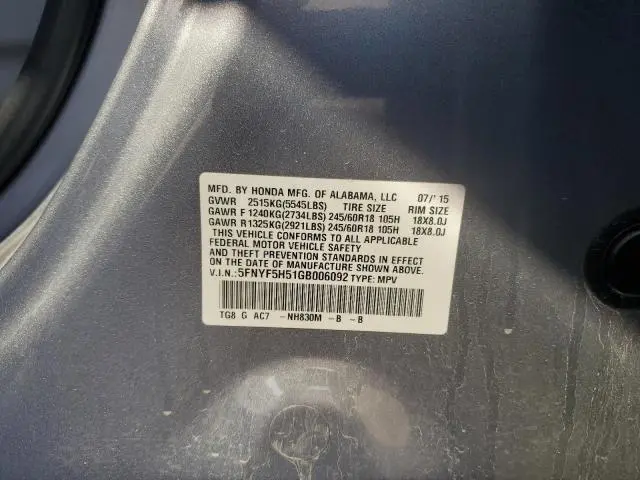 MFD. BY HONDA MFG. OF ALABAMA, LLC 07/'15
GVWR 2515KG(5545LBS) TIRE SIZE RIM SIZE
GAWR F 1240KG(2734LBS) 245/60R18 105H 18X8.0J
GAWR R1325KG(2921LBS) 245/60R18 105H 18X8.0J
THIS VEHICLE CONFORMS TO ALL APPLICABLE
FEDERAL MOTOR VEHICLE SAFETY
AND THEFT PREVENTION STANDARDS IN EFFECT
ON THE DATE OF MANUFACTURE SHOWN ABOVE.
V.I.N.: 5FNYF5H51GB006092 TYPE: MPV
TG8 G AC7 -NH830M -B -B